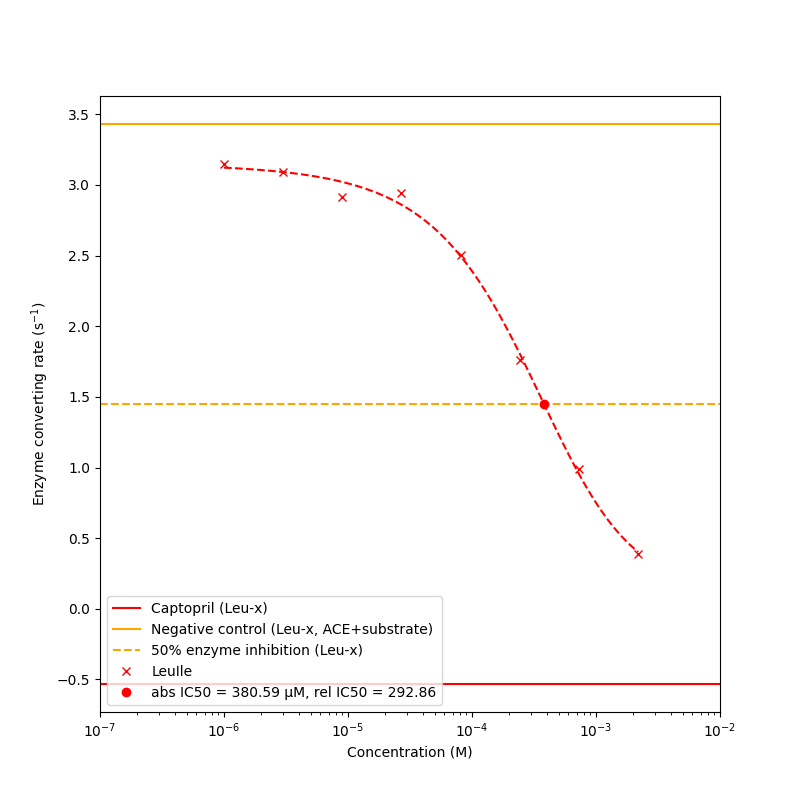 3.5
3.0
2.5
2.0
1.5
1.0
0.5
0.0
−0.5
Enzyme converting rate (s⁻¹)
Captopril (Leu-x)
Negative control (Leu-x, ACE+substrate)
50% enzyme inhibition (Leu-x)
LeuIle
abs IC50 = 380.59 μM, rel IC50 = 292.86
10⁻⁷ 10⁻⁶ 10⁻⁵ 10⁻⁴ 10⁻³ 10⁻²
Concentration (M)